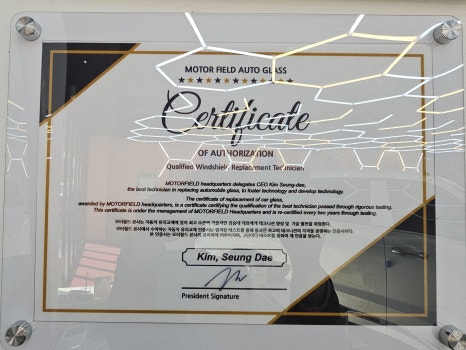 MOTOR FIELD AUTO GLASS
Certificate
OF AUTHORIZATION
Qualified Windshield Replacement Technician
MOTORFIELD headquarters delegates CEO Kim Seung-dae,
the best technician in replacing automobile glass, to foster technology and develop technology.
The certificate of replacement of car glass,
awarded by MOTORFIELD headquarters, is a certificate certifying the qualification of the best technician passed through rigorous testing.
This certificate is under the management of MOTORFIELD Headquarters and is re-certified every two years through testing.
Kim, Seung Dae
President Signature